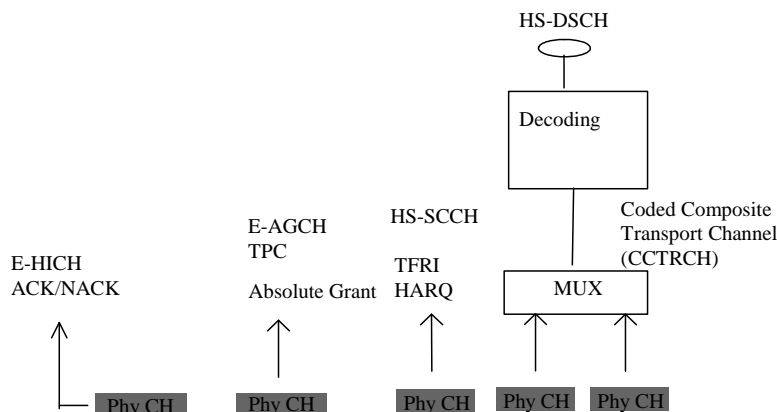 HS-DSCH
Decoding
Coded Composite
Transport Channel
(CCTRCH)
HS-SCCH
E-AGCH
TPC
E-HICH
ACK/NACK
TFRI
HARQ
Absolute Grant
MUX
Phy CH
Phy CH
Phy CH
Phy CH
Phy CH